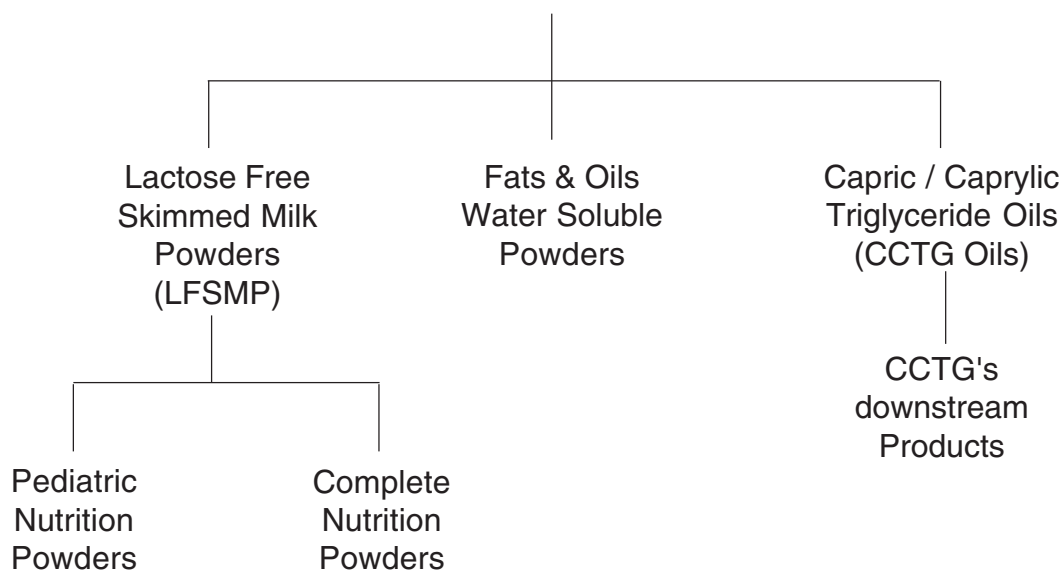 Lactose Free
Skimmed Milk
Powders
(LFSMP)
Fats & Oils
Water Soluble
Powders
Capric / Caprylic
Triglyceride Oils
(CCTG Oils)
CCTG's
downstream
Products
Pediatric
Nutrition
Powders
Complete
Nutrition
Powders